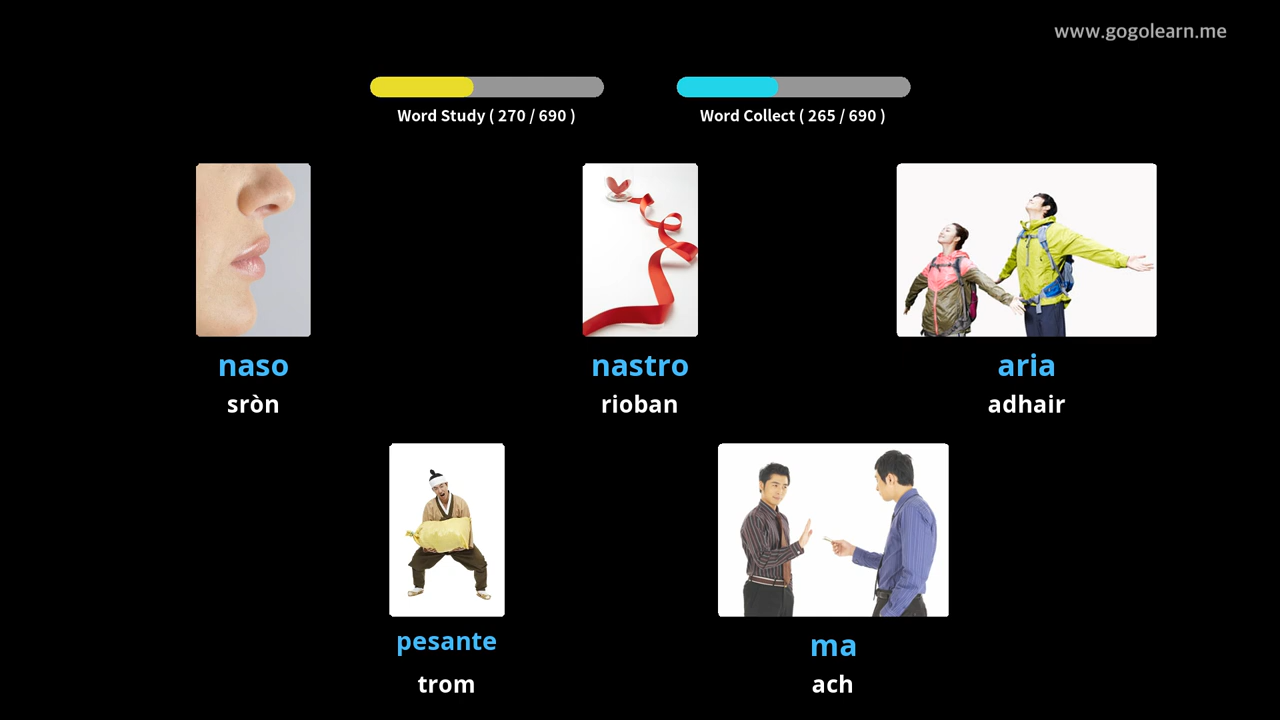 www.gogolearn.me
Word Study ( 270 / 690 )
Word Collect ( 265 / 690 )
naso
sròn
nastro
rioban
aria
adhair
pesante
trom
ma
ach